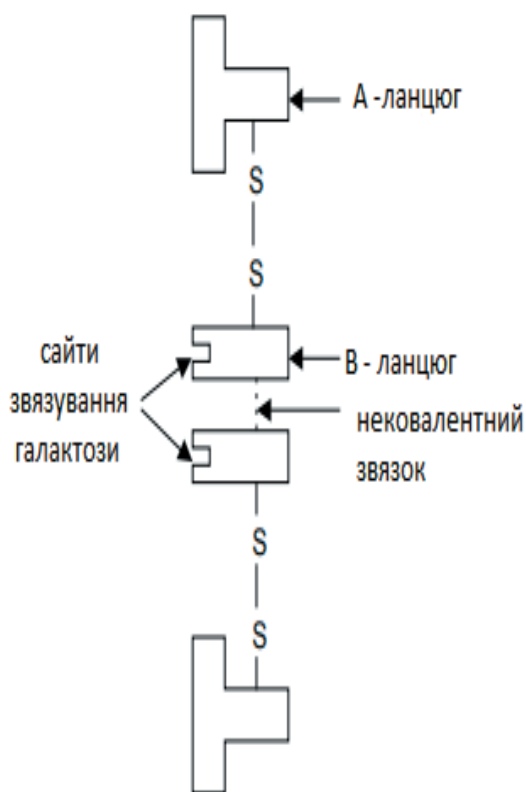 А -ланцюг
S
S
сайти
звязування
галактози
В - ланцюг
нековалентний
звязок
S
S